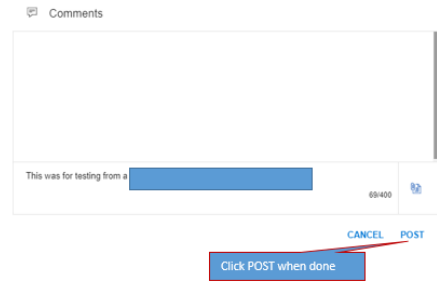 Comments
This was for testing from a
69/400
CANCEL POST
Click POST when done